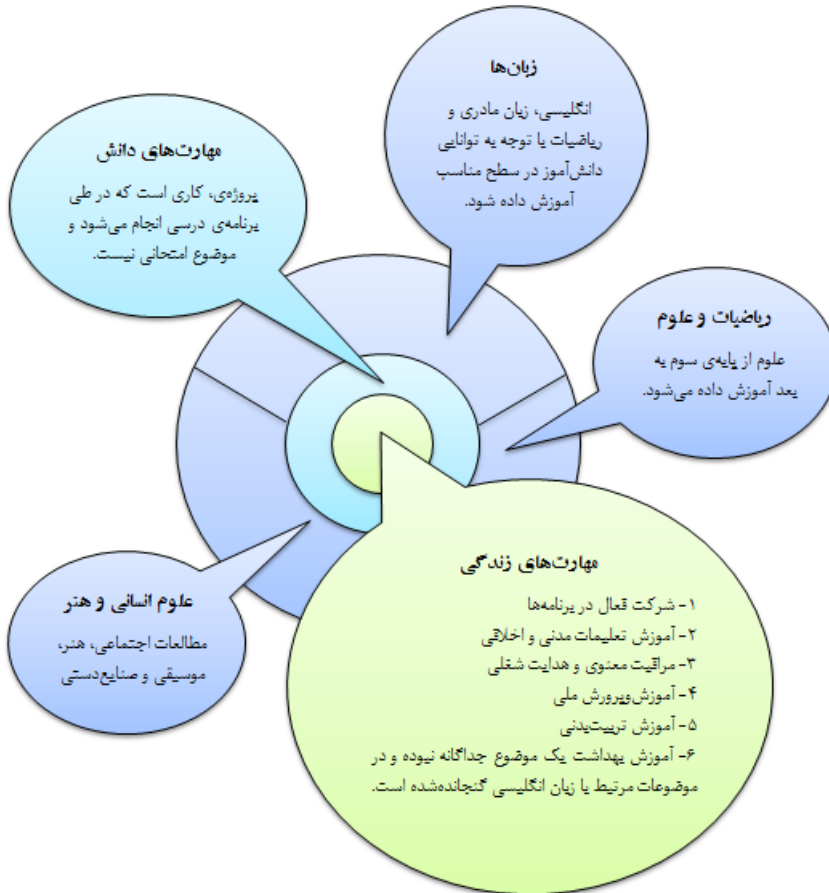 زبان‌ها
انگلیسی، زبان مادری و
ریاضیات با توجه به توانایی
دانش‌آموز در سطح مناسب
آموزش داده شود.
مهارت‌های دانش
پروژه‌ی، کاری است که در طی
برنامه‌ی درسی انجام می‌شود و
موضوع امتحانی نیست.
ریاضیات و علوم
علوم از پایه‌ی سوم به
بعد آموزش داده می‌شود.
مهارت‌های زندگی
۱- شرکت فعال در برنامه‌ها
۲- آموزش تعلیمات مدنی و اخلاقی
۳- مراقبت معنوی و هدایت شغلی
۴- آموزش‌وپرورش ملی
۵- آموزش تربیت‌بدنی
۶- آموزش بهداشت یک موضوع جداگانه نبوده و در
موضوعات مرتبط با زبان انگلیسی گنجانده‌شده است.
علوم انسانی و هنر
مطالعات اجتماعی، هنر،
موسیقی و صنایع‌دستی